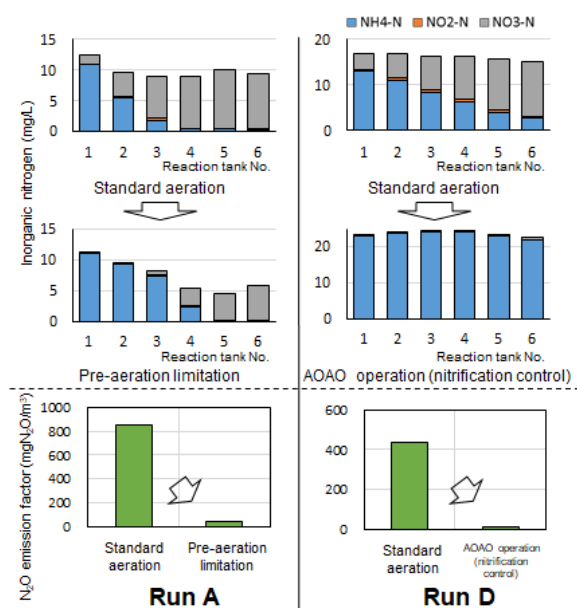 NH4-N NO2-N NO3-N
Inorganic nitrogen (mg/L)
15
10
5
0
1 2 3 4 5 6
Reaction tank No.
Standard aeration
20
10
0
1 2 3 4 5 6
Reaction tank No.
Standard aeration
15
10
5
0
1 2 3 4 5 6
Reaction tank No.
Pre-aeration limitation
20
10
0
1 2 3 4 5 6
Reaction tank No.
AOAO operation (nitrification control)
N₂O emission factor (mgN₂O/m³)
1000
800
600
400
200
0
Standard
aeration
Pre-aeration
limitation
Run A
600
400
200
0
Standard
aeration
AOAO operation
(nitrification
control)
Run D